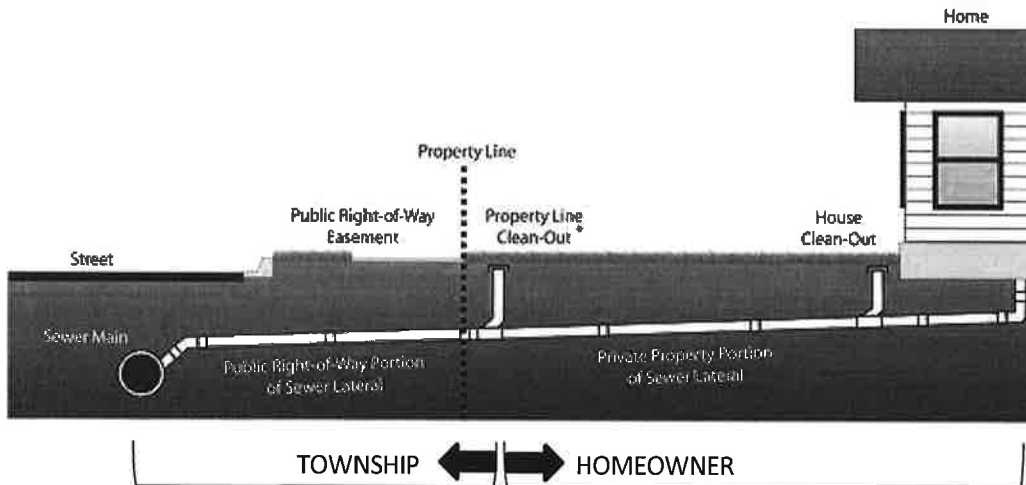 Home
Property Line
Public Right-of-Way
Easement
Property Line
Clean-Out *
House
Clean-Out
Street
Sewer Main
Public Right-of-Way Portion
of Sewer Lateral
Private Property Portion
of Sewer Lateral
TOWNSHIP
HOMEOWNER